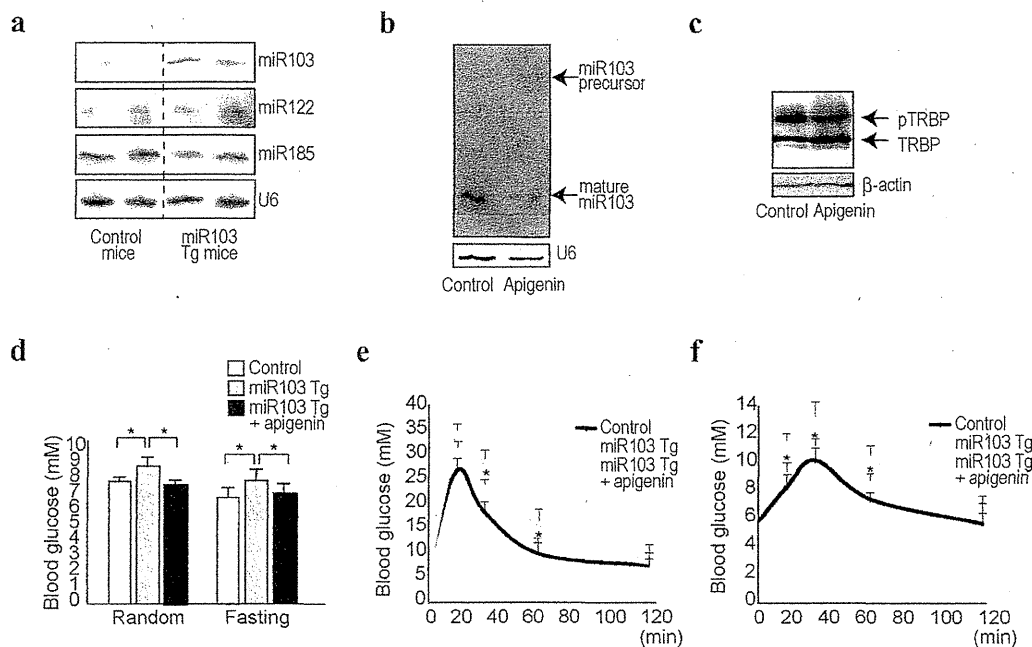 a
miR103
miR122
miR185
U6
Control mice
miR103 Tg mice
b
miR103 precursor
mature miR103
U6
Control Apigenin
c
pTRBP
TRBP
β-actin
Control Apigenin
d
Control
miR103 Tg
miR103 Tg + apigenin
* * * *
Blood glucose (mM)
10
9
8
7
6
5
4
3
2
1
0
Random Fasting
e
Blood glucose (mM)
40
35
30
25
20
15
10
5
0
Control
miR103 Tg
miR103 Tg
+ apigenin
*
*
0 20 40 60 80 100 120
(min)
f
Blood glucose (mM)
14
12
10
8
6
4
2
0
Control
miR103 Tg
miR103 Tg
+ apigenin
*
*
*
0 20 40 60 80 100 120
(min)